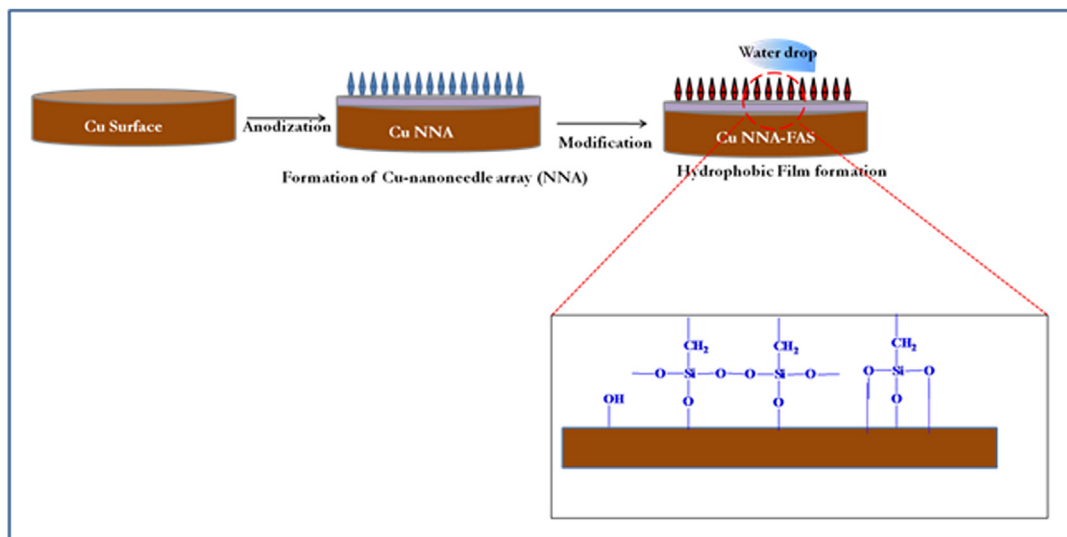 Water drop
Cu Surface
Anodization
Cu NNA
Modification
Cu NNA-FAS
Formation of Cu-nanoneedle array (NNA)
Hydrophobic Film formation
CH2 CH2 CH2
O Si O O Si O O Si O
OH O O O